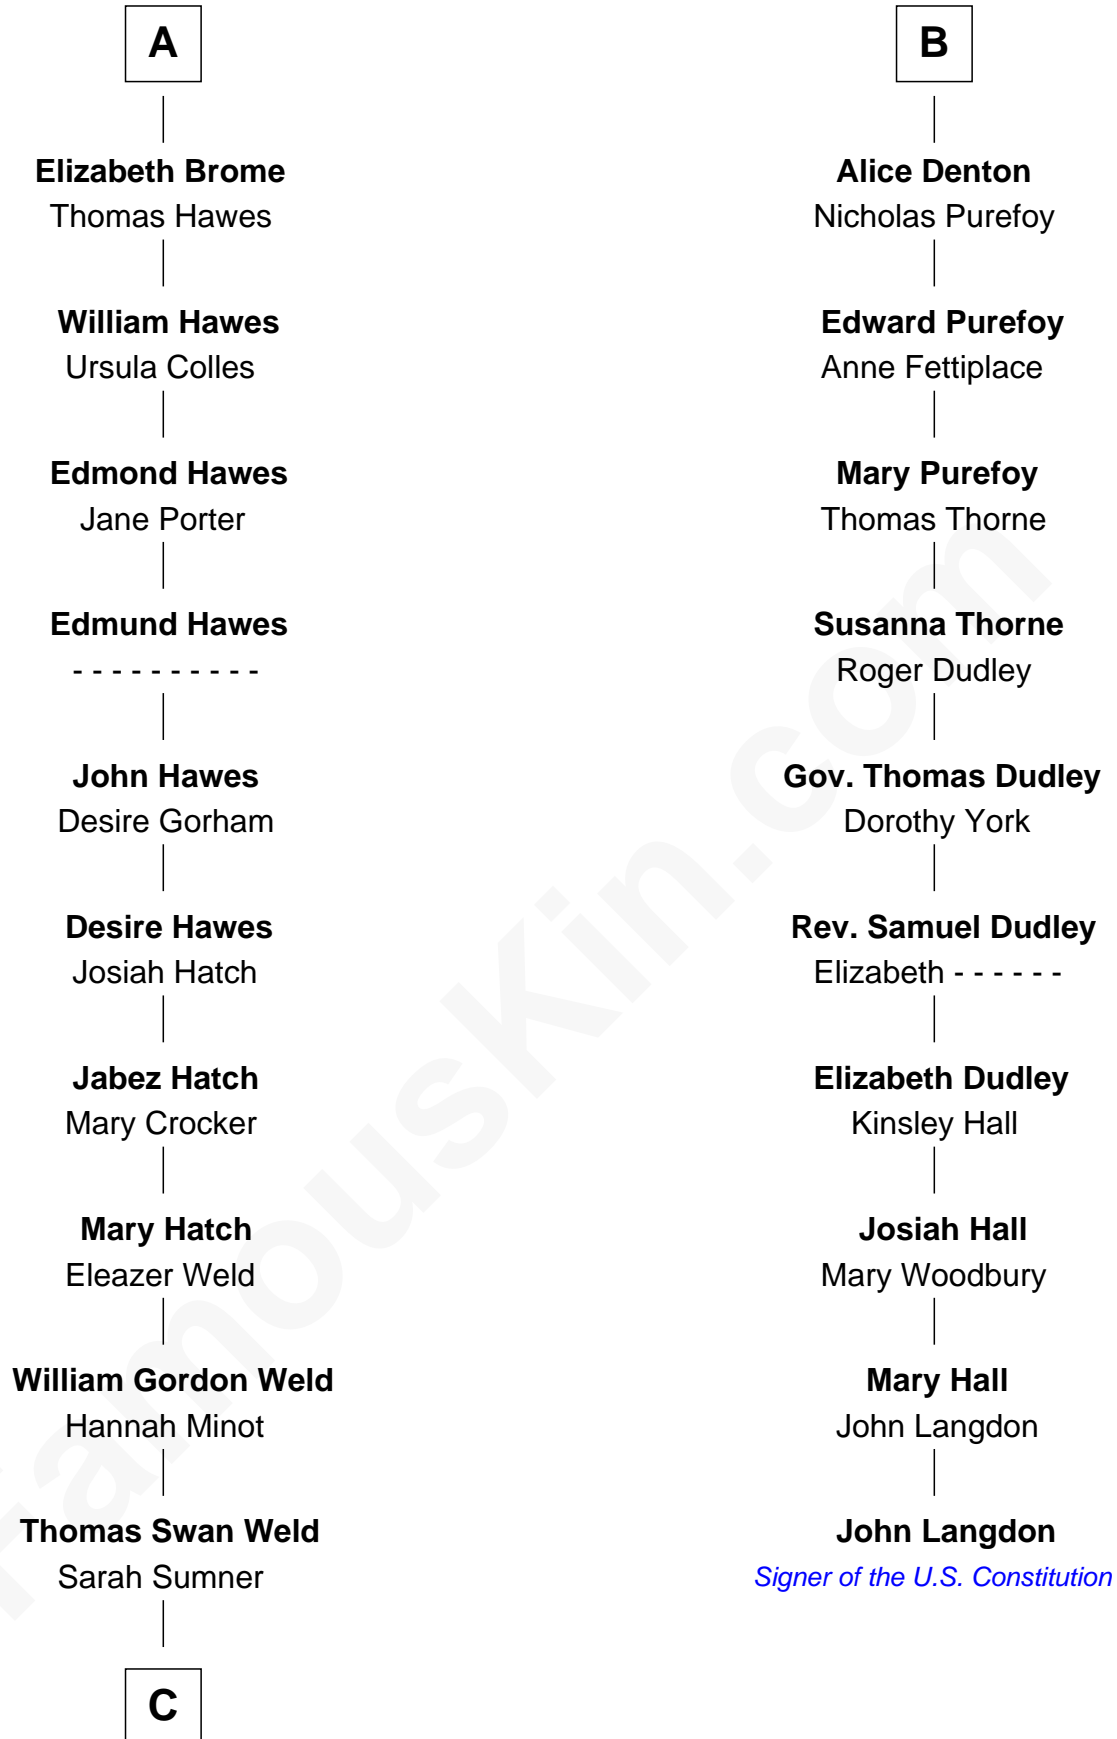 A
Elizabeth Brome
Thomas Hawes
William Hawes
Ursula Colles
Edmond Hawes
Jane Porter
Edmund Hawes
- - - - - - - - - -
John Hawes
Desire Gorham
Desire Hawes
Josiah Hatch
Jabez Hatch
Mary Crocker
Mary Hatch
Eleazer Weld
William Gordon Weld
Hannah Minot
Thomas Swan Weld
Sarah Sumner
C
B
Alice Denton
Nicholas Purefoy
Edward Purefoy
Anne Fettiplace
Mary Purefoy
Thomas Thorne
Susanna Thorne
Roger Dudley
Gov. Thomas Dudley
Dorothy York
Rev. Samuel Dudley
Elizabeth - - - - - -
Elizabeth Dudley
Kinsley Hall
Josiah Hall
Mary Woodbury
Mary Hall
John Langdon
John Langdon
Signer of the U.S. Constitution
FamousKin.com